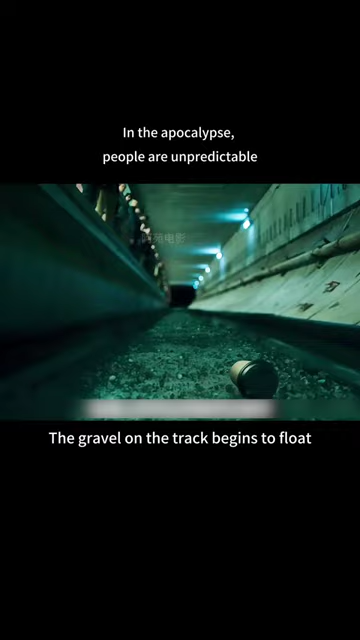 In the apocalypse,
people are unpredictable
The gravel on the track begins to float